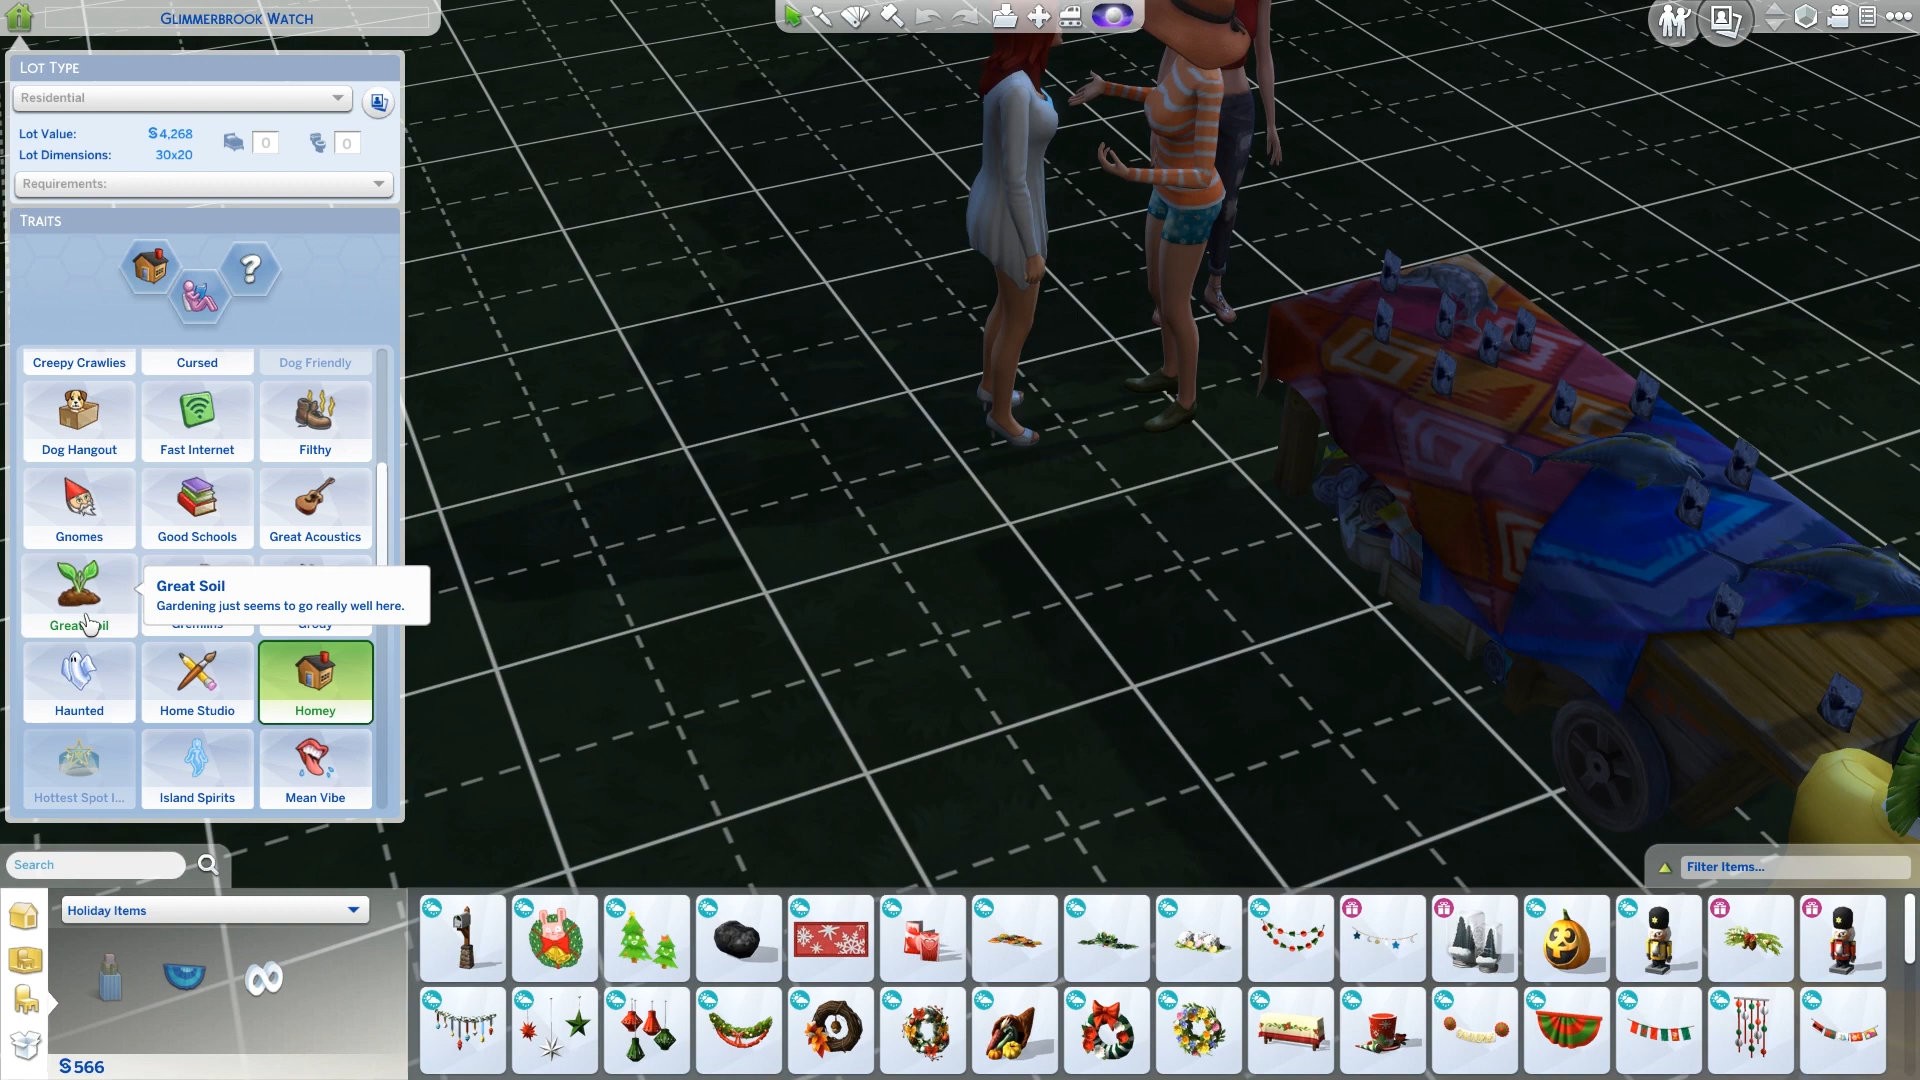 Glimmerbrook Watch
Lot Type
Residential
Lot Value: §4,268 0 0
Lot Dimensions: 30x20
Requirements:
Traits
Creepy Crawlies Cursed Dog Friendly
Dog Hangout Fast Internet Filthy
Gnomes Good Schools Great Acoustics
Great Soil
Gardening just seems to go really well here.
Gremlins Grody
Haunted Home Studio Homey
Hottest Spot I... Island Spirits Mean Vibe
Search
Filter Items...
Holiday Items
§566